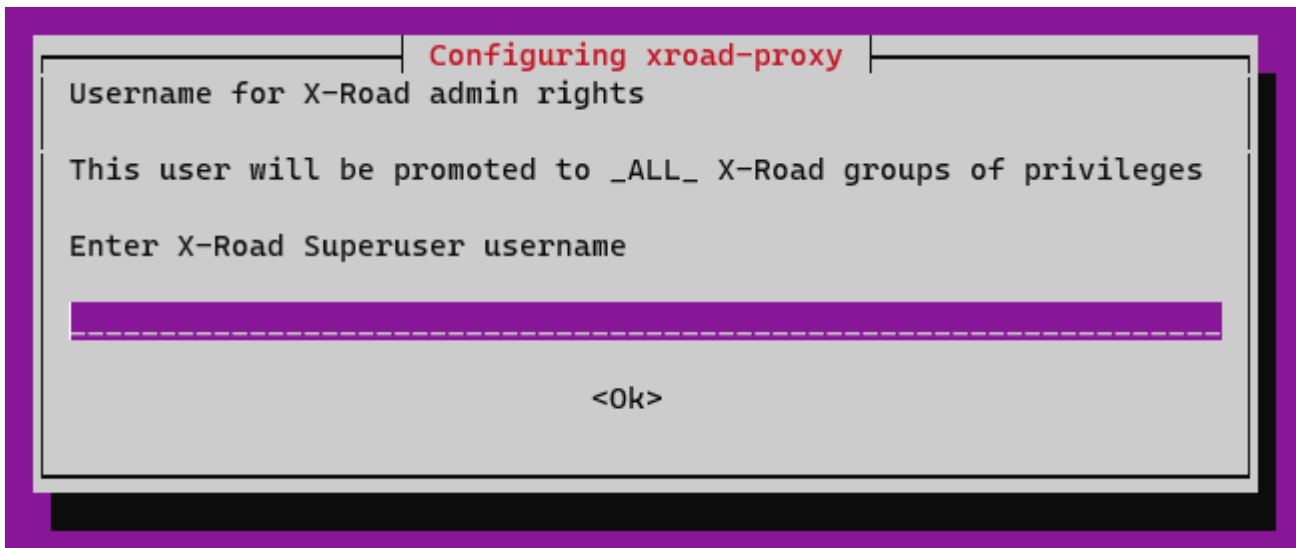 Configuring xroad-proxy
Username for X-Road admin rights
This user will be promoted to _ALL_ X-Road groups of privileges
Enter X-Road Superuser username
<Ok>